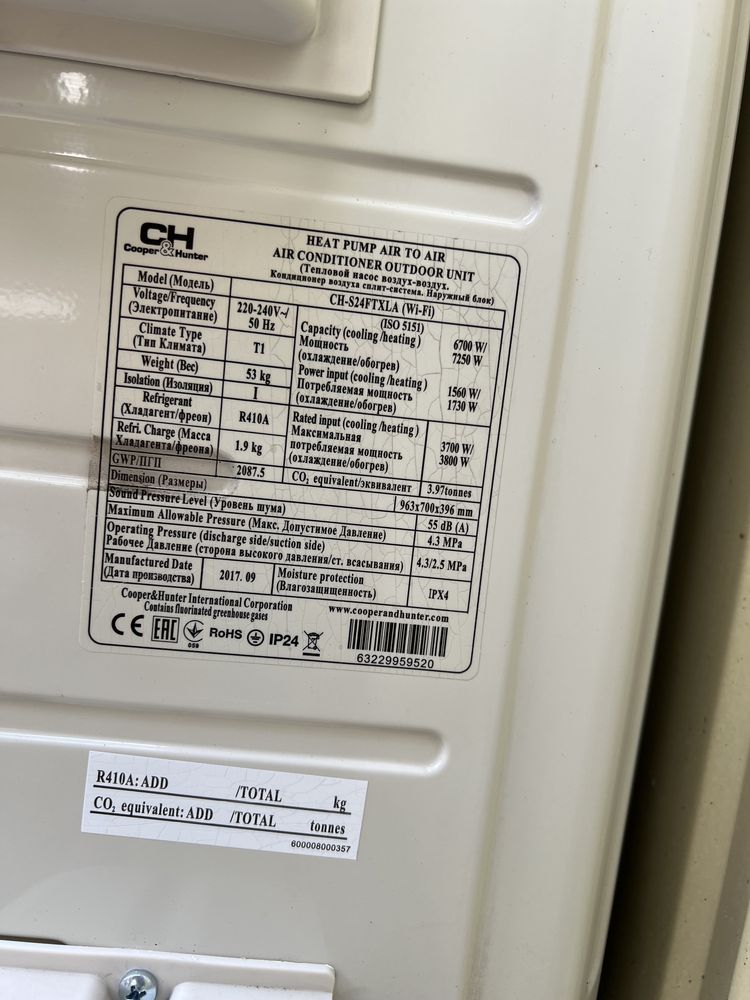 CH
Cooper & Hunter
HEAT PUMP AIR TO AIR
AIR CONDITIONER OUTDOOR UNIT
(Тепловой насос воздух-воздух.
Кондиционер воздуха сплит-система. Наружный блок)
Model (Модель)
CH-S24FTXLA (Wi-Fi)
Voltage/Frequency
(Электропитание)
220-240V~/
50 Hz
Climate Type
(Тип Климата)
T1
Weight (Вес)
53 kg
Isolation (Изоляция)
I
Refrigerant
(Хладагент/фреон)
R410A
Refri. Charge (Масса
Хладагента/фреона)
1.9 kg
GWP/ПГП
2087.5
(ISO 5151)
Capacity (cooling/heating)
Мощность
(охлаждение/обогрев)
6700 W/
7250 W
Power input (cooling/heating)
Потребляемая мощность
(охлаждение/обогрев)
1560 W/
1730 W
Rated input (cooling/heating)
Максимальная
потребляемая мощность
(охлаждение/обогрев)
3700 W/
3800 W
CO₂ equivalent/эквивалент
3.97tonnes
Dimension (Размеры)
963x700x396 mm
Sound Pressure Level (Уровень шума)
55 dB (A)
Maximum Allowable Pressure (Макс. Допустимое Давление)
4.3 MPa
Operating Pressure (discharge side/suction side)
Рабочее Давление (сторона высокого давления/ст. всасывания)
4.3/2.5 MPa
Manufactured Date
(Дата производства)
2017. 09
Moisture protection
(Влагозащищенность)
IPX4
Cooper&Hunter International Corporation
www.cooperandhunter.com
Contains fluorinated greenhouse gases
CE EAC 059 RoHS IP24
63229959520
R410A: ADD /TOTAL kg
CO₂ equivalent: ADD /TOTAL tonnes
600008000357